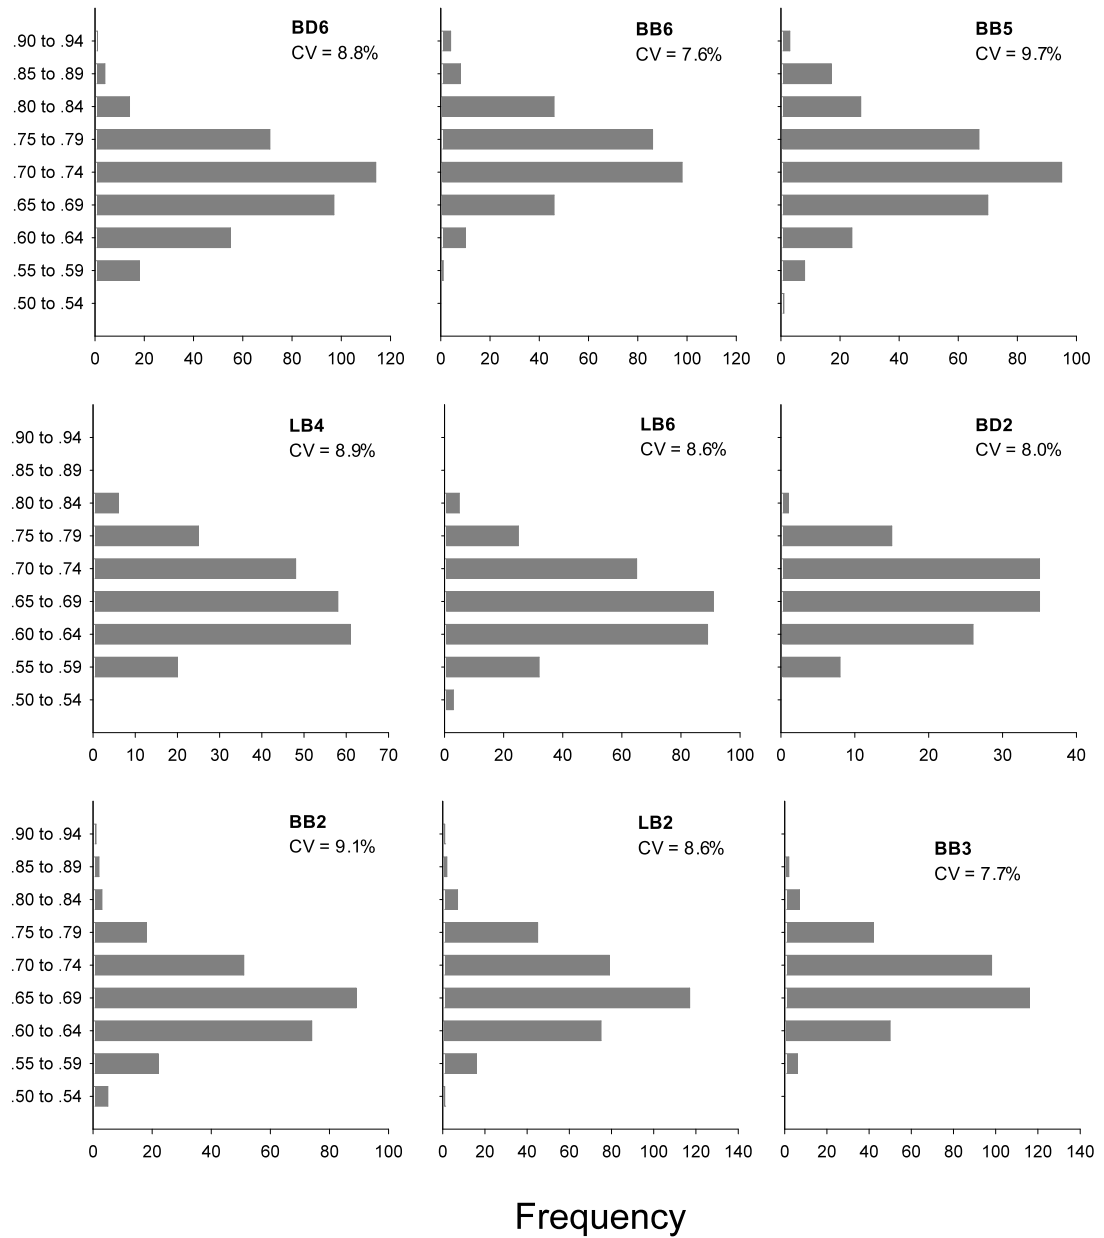 BD6
CV = 8.8%
.90 to .94
.85 to .89
.80 to .84
.75 to .79
.70 to .74
.65 to .69
.60 to .64
.55 to .59
.50 to .54
0 20 40 60 80 100 120
BB6
CV = 7.6%
0 20 40 60 80 100 120
BB5
CV = 9.7%
0 20 40 60 80 100
LB4
CV = 8.9%
.90 to .94
.85 to .89
.80 to .84
.75 to .79
.70 to .74
.65 to .69
.60 to .64
.55 to .59
.50 to .54
0 10 20 30 40 50 60 70
LB6
CV = 8.6%
0 20 40 60 80 100
BD2
CV = 8.0%
0 10 20 30 40
BB2
CV = 9.1%
.90 to .94
.85 to .89
.80 to .84
.75 to .79
.70 to .74
.65 to .69
.60 to .64
.55 to .59
.50 to .54
0 20 40 60 80 100
LB2
CV = 8.6%
0 20 40 60 80 100 120 140
BB3
CV = 7.7%
0 20 40 60 80 100 120 140
Frequency